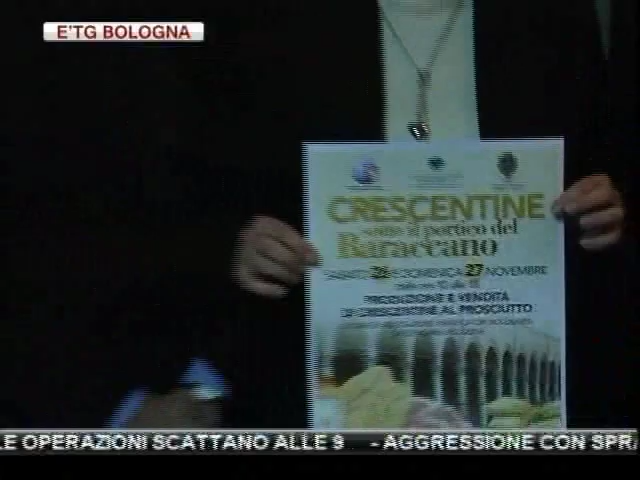 E'TG BOLOGNA
CRESCENTINE
sotto il portico del
Baraccano
SABATO 26 E DOMENICA 27 NOVEMBRE
PRODUZIONE E VENDITA
DI CRESCENTINE AL PROSCIUTTO
LE OPERAZIONI SCATTANO ALLE 9 - AGGRESSIONE CON SPRA